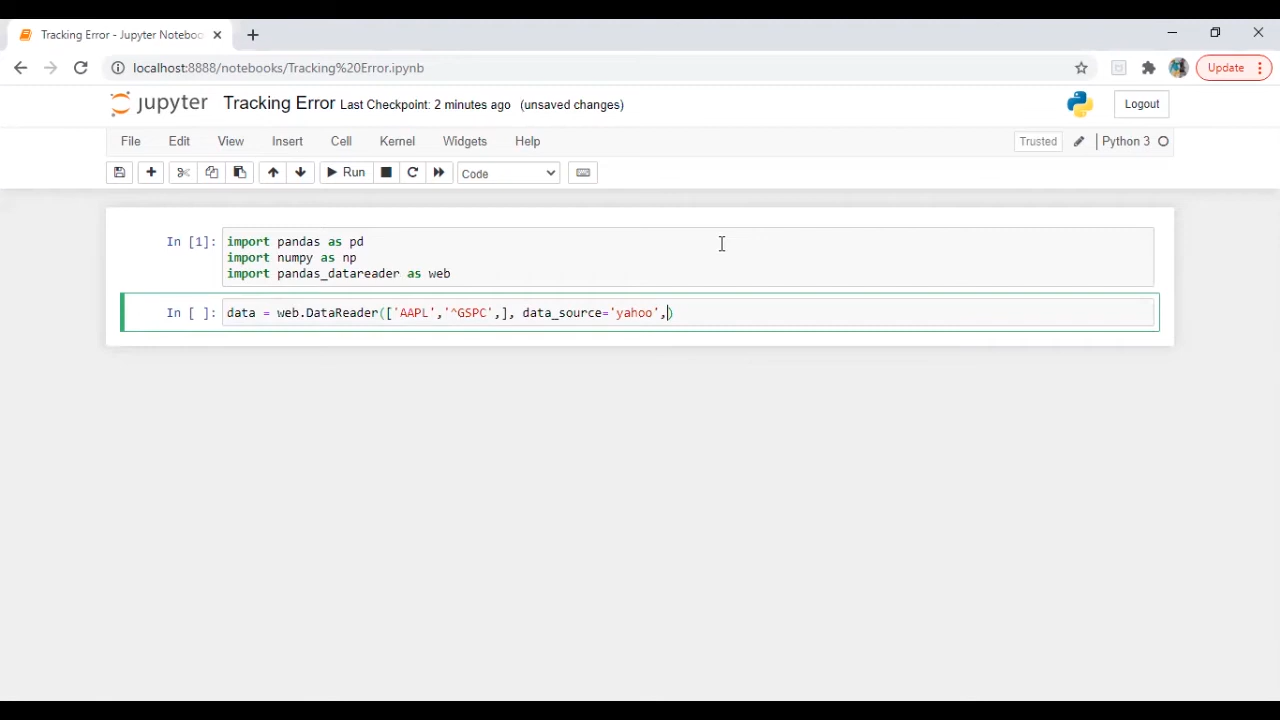 Tracking Error - Jupyter Noteboo
localhost:8888/notebooks/Tracking%20Error.ipynb
Update
jupyter Tracking Error Last Checkpoint: 2 minutes ago (unsaved changes)
Logout
File Edit View Insert Cell Kernel Widgets Help
Trusted
Python 3
Run
Code
In [1]: import pandas as pd
import numpy as np
import pandas_datareader as web
In [ ]: data = web.DataReader(['AAPL','^GSPC',], data_source='yahoo',)